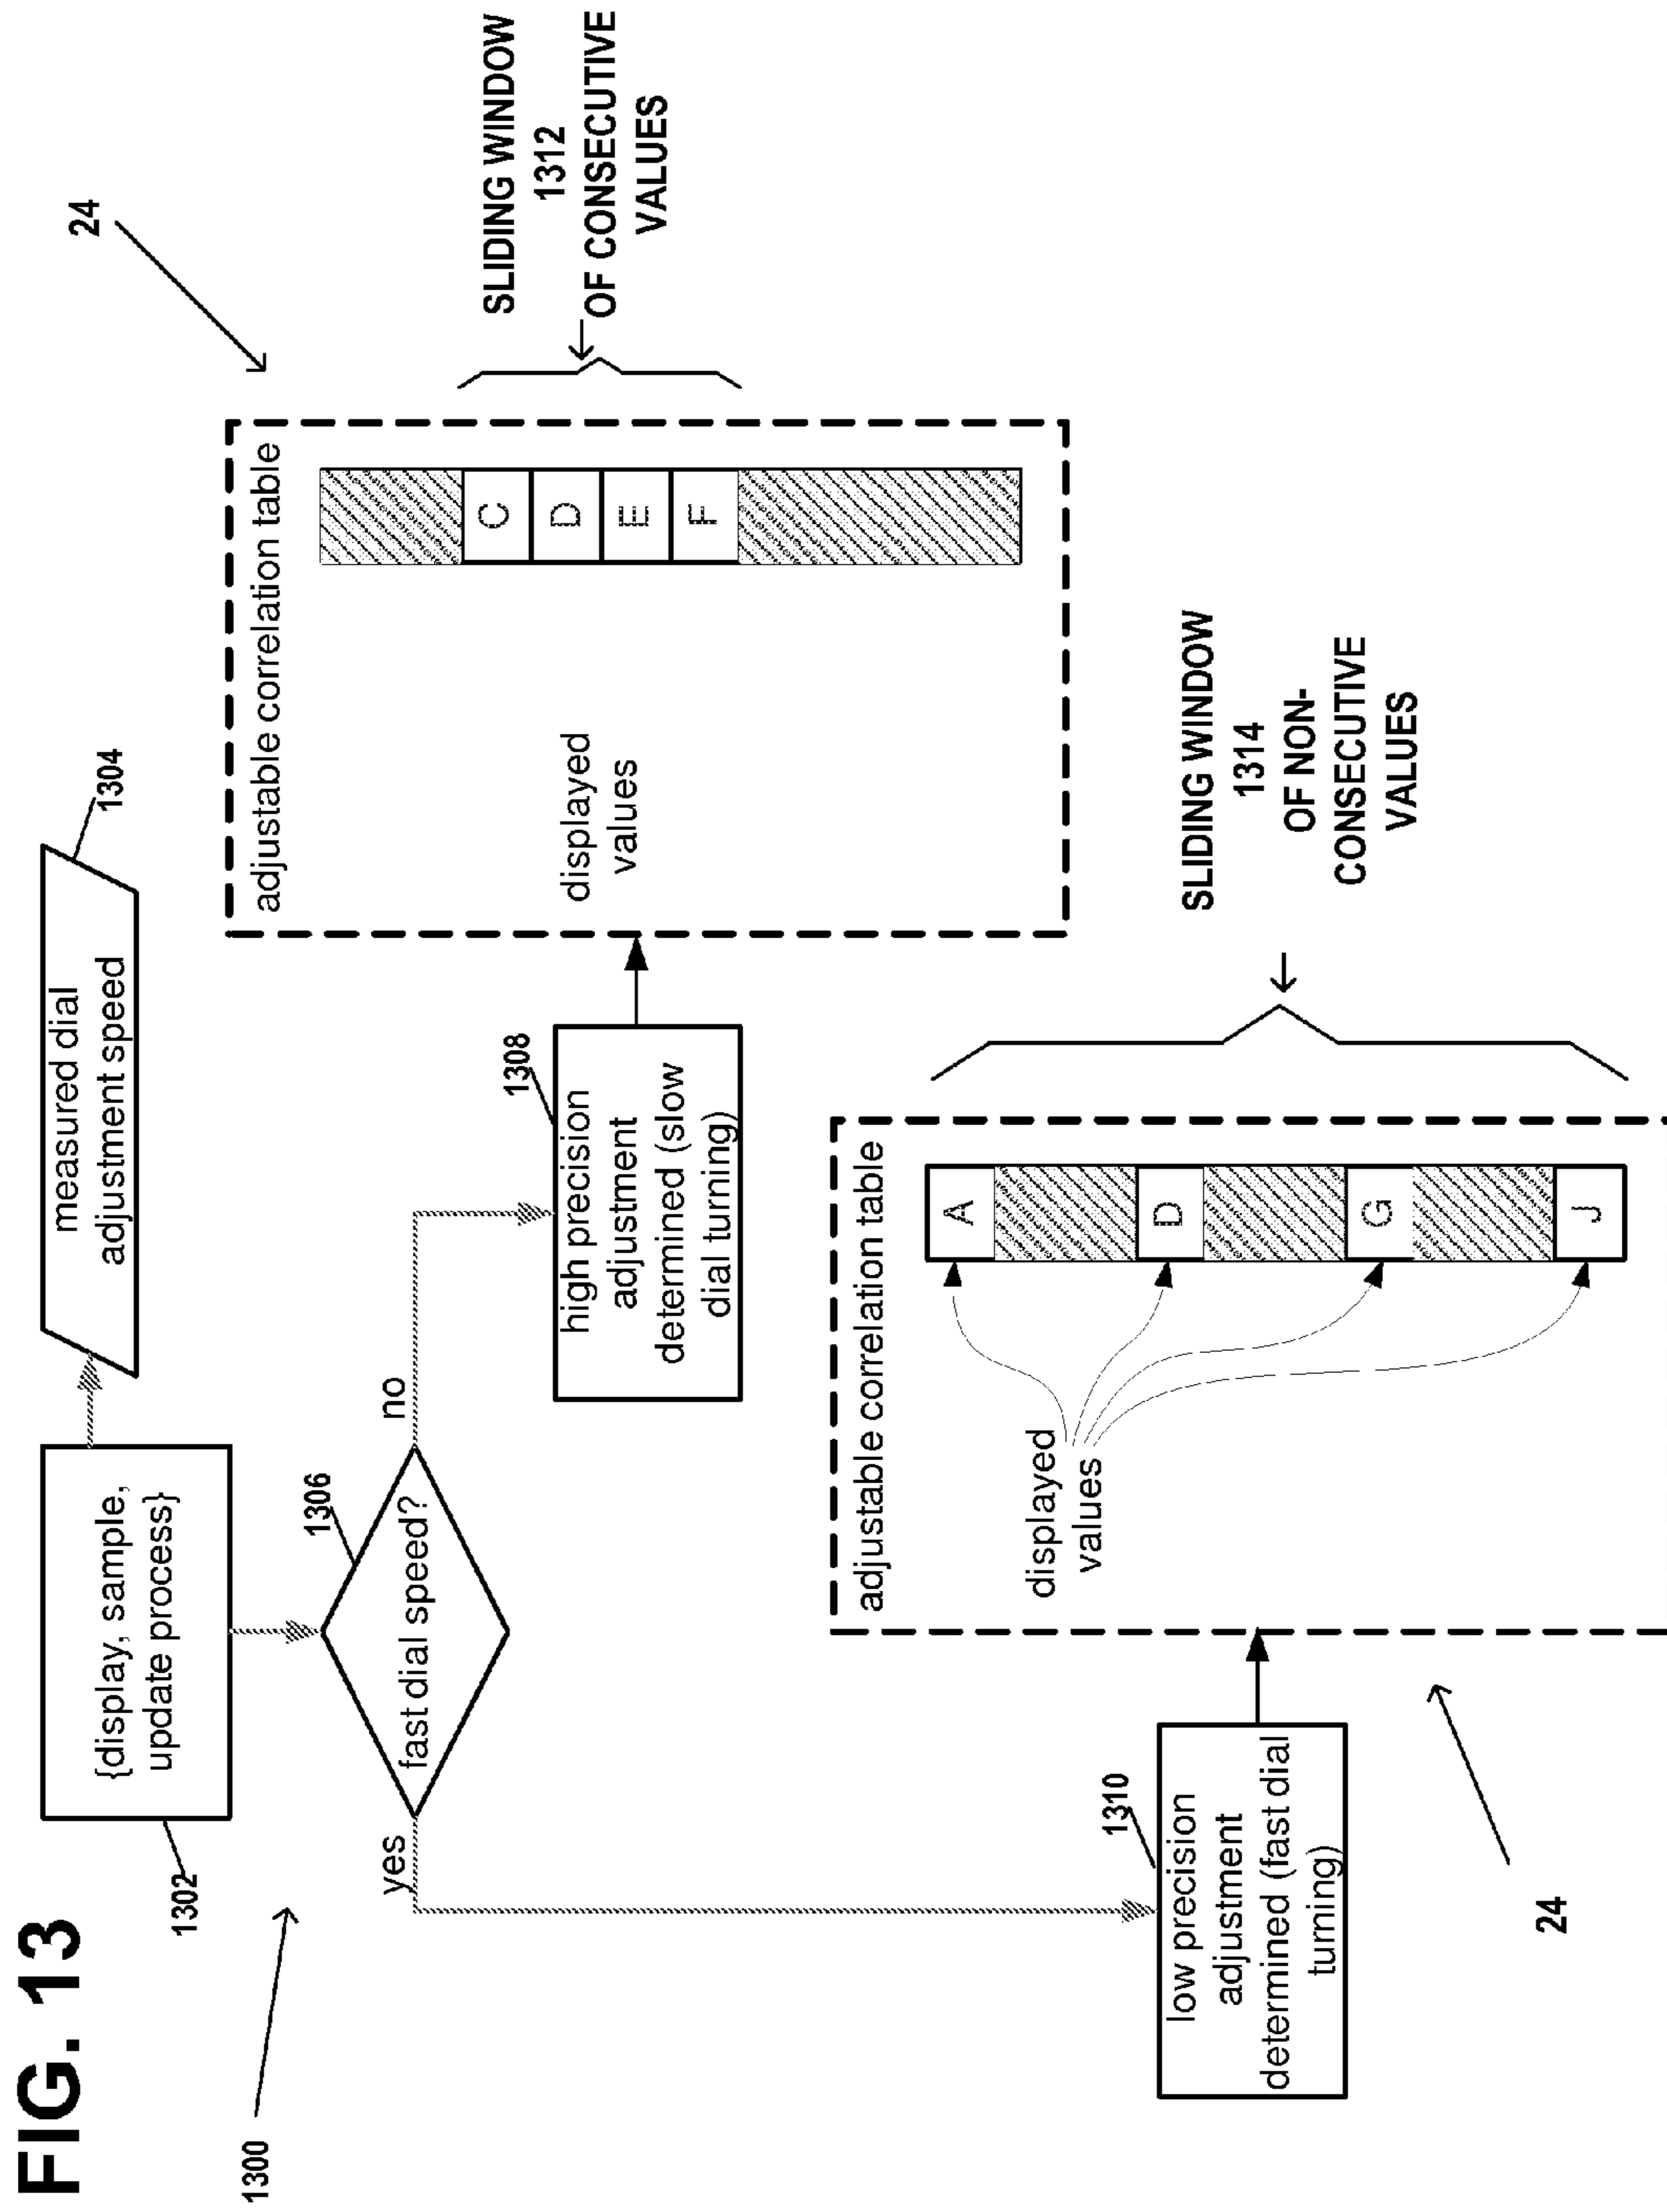 FIG. 13
1300
{display, sample,
update process}
1302
measured dial
adjustment speed
1304
fast dial speed?
1306
yes
no
high precision
adjustment
determined (slow
dial turning)
1308
24
adjustable correlation table
displayed
values
C
D
E
F
SLIDING WINDOW
1312
OF CONSECUTIVE
VALUES
low precision
adjustment
determined (fast dial
turning)
1310
24
adjustable correlation table
displayed
values
A
D
G
J
SLIDING WINDOW
1314
OF NON-
CONSECUTIVE
VALUES